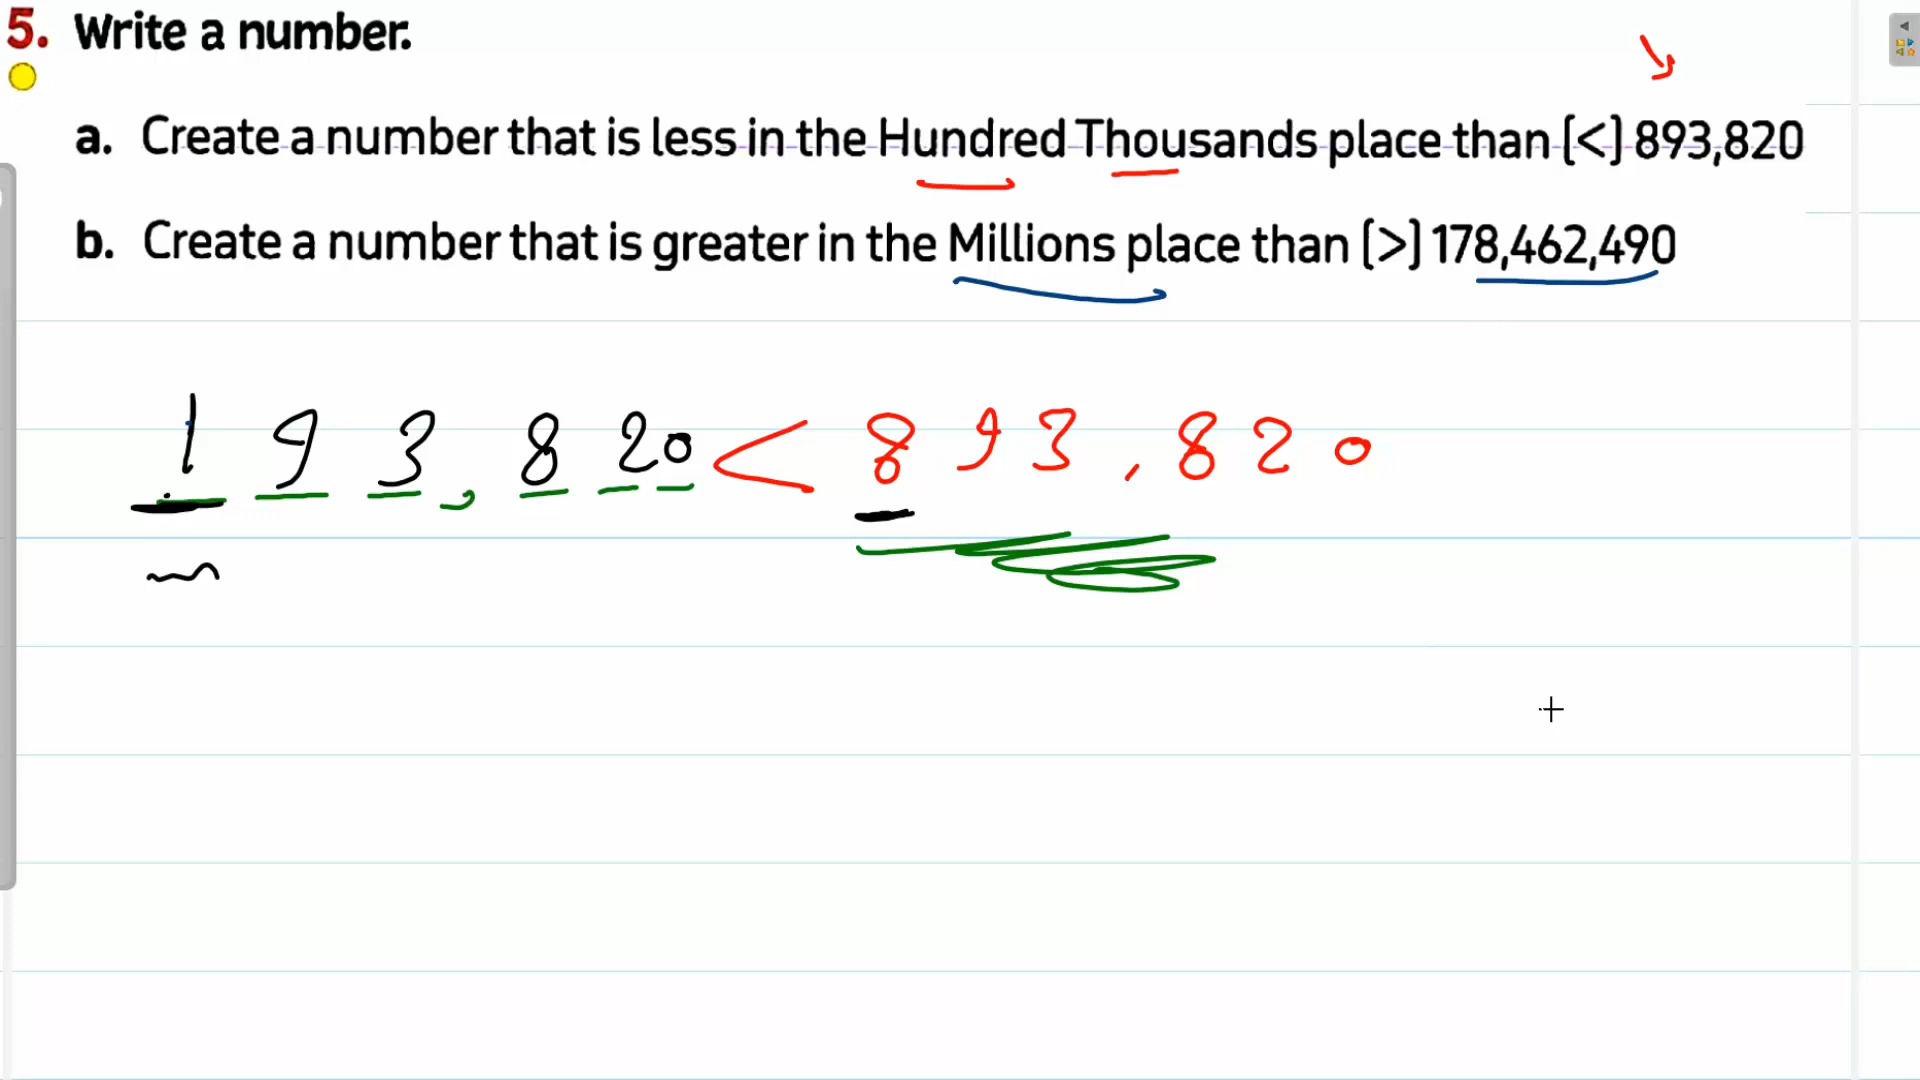 5. Write a number.
a. Create a number that is less in the Hundred Thousands place than (<) 893,820
b. Create a number that is greater in the Millions place than (>) 178,462,490
193,820 < 893,820